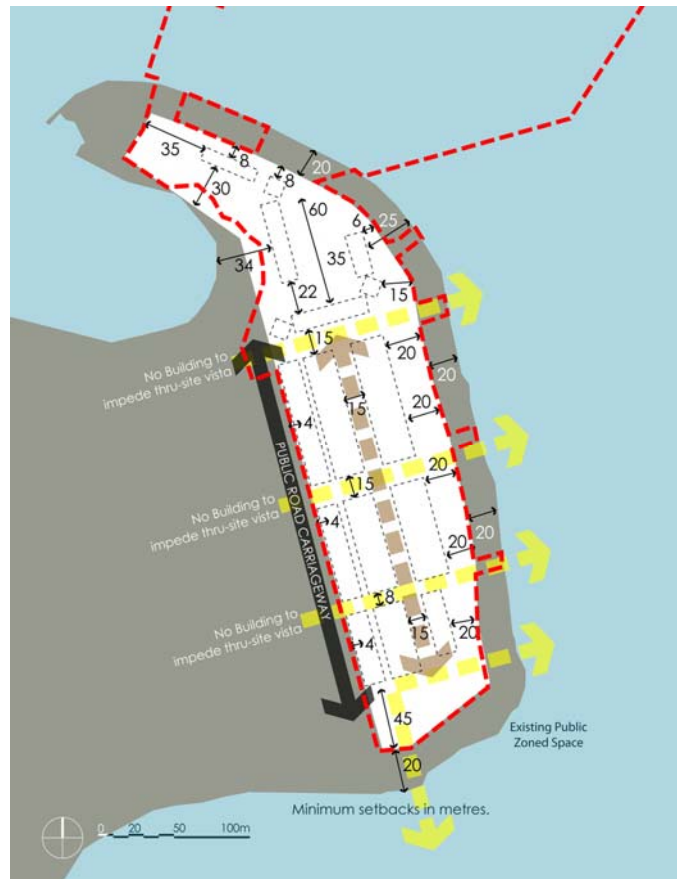 35
8
8
20
30
60
6
25
35
34
22
15
15
20
20
No Building to
impede thru-site vista
15
4
20
20
15
No Building to
impede thru-site vista
PUBLIC ROAD CARRIAGEWAY
4
20
20
8
No Building to
impede thru-site vista
15
20
4
45
Existing Public
Zoned Space
20
Minimum setbacks in metres.
0 20 50 100m